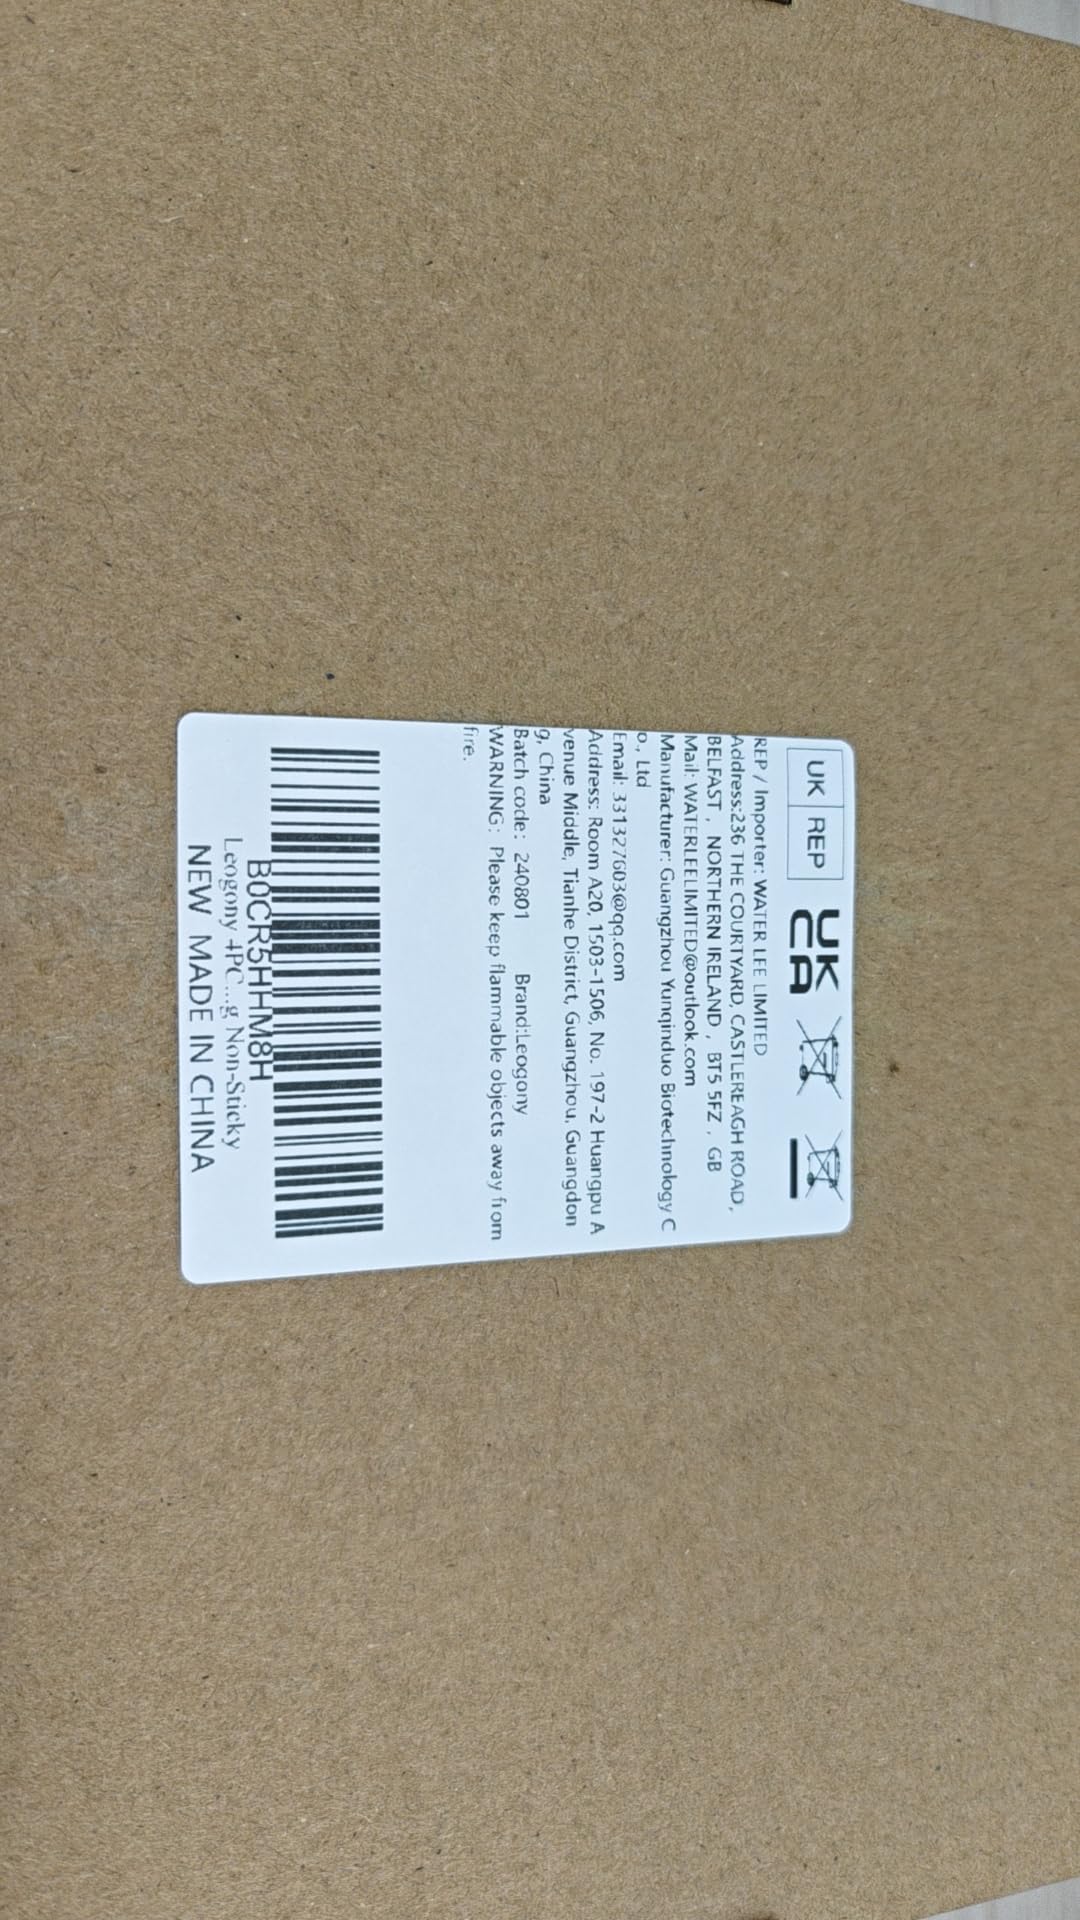 UK REP UK CA
REP / Importer: WATER LEE LIMITED
Address:236 THE COURTYARD, CASTLEREAGH ROAD,
BELFAST , NORTHERN IRELAND , BT5 5FZ , GB
Mail: WATERLEELIMITED@outlook.com
Manufacturer: Guangzhou Yunqinduo Biotechnology C
o., Ltd
Email: 331327603@qq.com
Address: Room A20, 1503-1506, No. 197-2 Huangpu A
venue Middle, Tianhe District, Guangzhou, Guangdon
g, China
Batch code: 240801 Brand:Leogony
WARNING: Please keep flammable objects away from
fire.
B0CR5HHM8H
Leogony 4PC...g Non-Sticky
NEW MADE IN CHINA